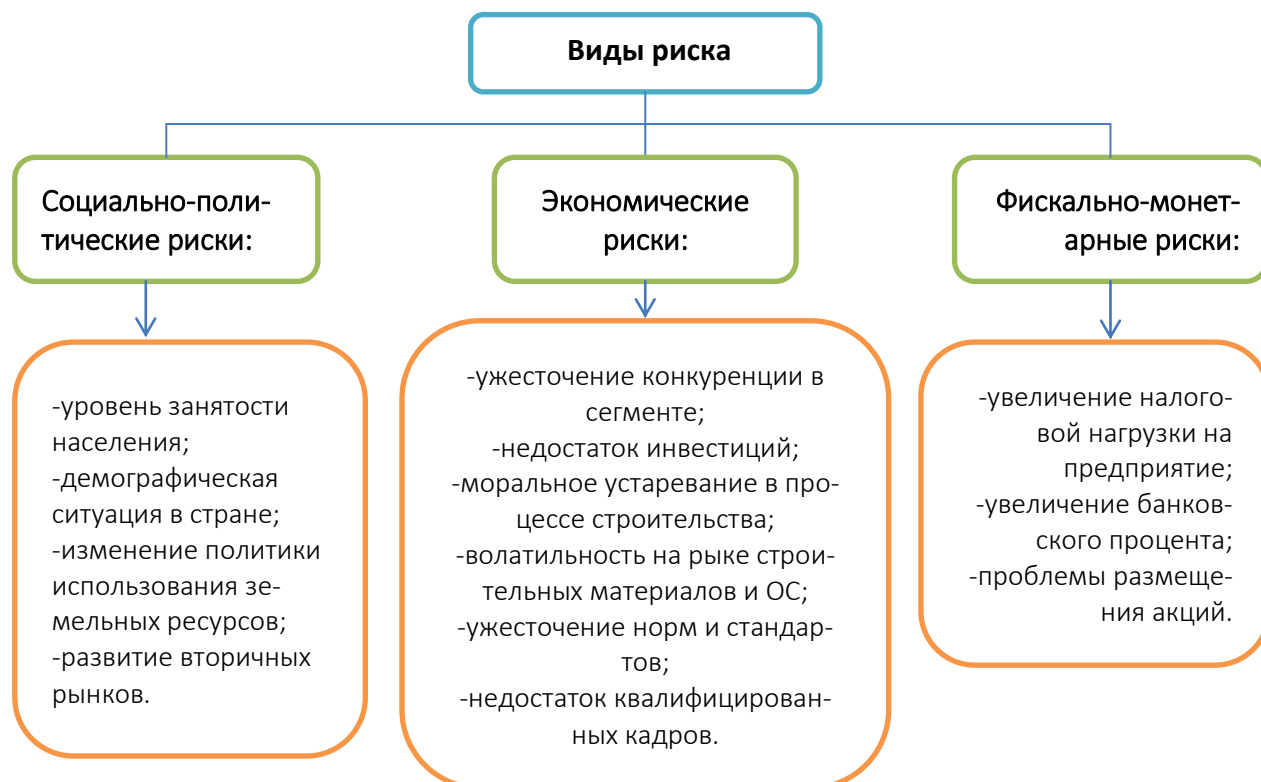 Виды риска
Социально-поли-
тические риски:
Экономические
риски:
Фискально-монет-
арные риски:
-уровень занятости
населения;
-демографическая
ситуация в стране;
-изменение политики
использования зе-
мельных ресурсов;
-развитие вторичных
рынков.
-ужесточение конкуренции в
сегменте;
-недостаток инвестиций;
-моральное устаревание в про-
цессе строительства;
-волатильность на рыке строи-
тельных материалов и ОС;
-ужесточение норм и стандар-
тов;
-недостаток квалифицирован-
ных кадров.
-увеличение налого-
вой нагрузки на
предприятие;
-увеличение банков-
ского процента;
-проблемы размеще-
ния акций.